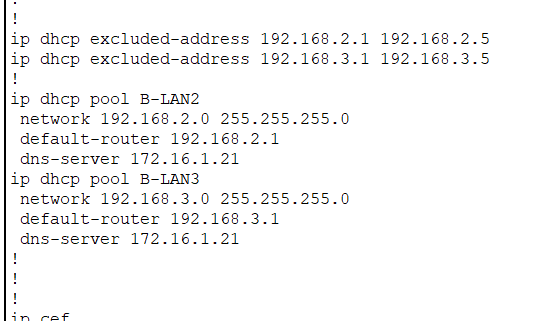 !
ip dhcp excluded-address 192.168.2.1 192.168.2.5
ip dhcp excluded-address 192.168.3.1 192.168.3.5
!
ip dhcp pool B-LAN2
 network 192.168.2.0 255.255.255.0
 default-router 192.168.2.1
 dns-server 172.16.1.21
ip dhcp pool B-LAN3
 network 192.168.3.0 255.255.255.0
 default-router 192.168.3.1
 dns-server 172.16.1.21
!
!
!
ip cef